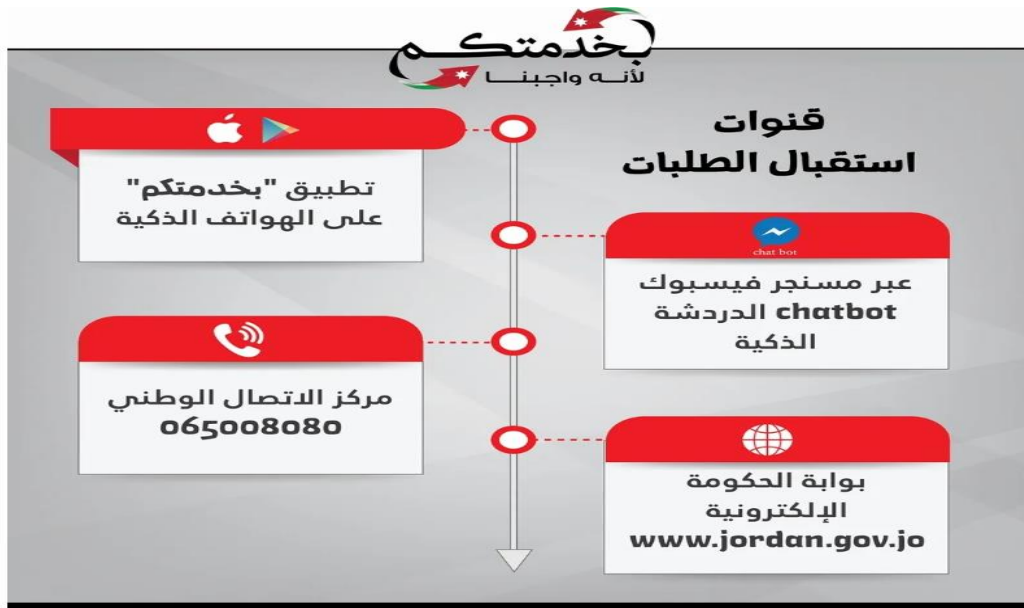 بخدمتكم
لأنه واجبنا
قنوات
استقبال الطلبات
تطبيق "بخدمتكم"
على الهواتف الذكية
chat bot
عبر مسنجر فيسبوك
chatbot الدردشة
الذكية
مركز الاتصال الوطني
065008080
بوابة الحكومة
الإلكترونية
www.jordan.gov.jo